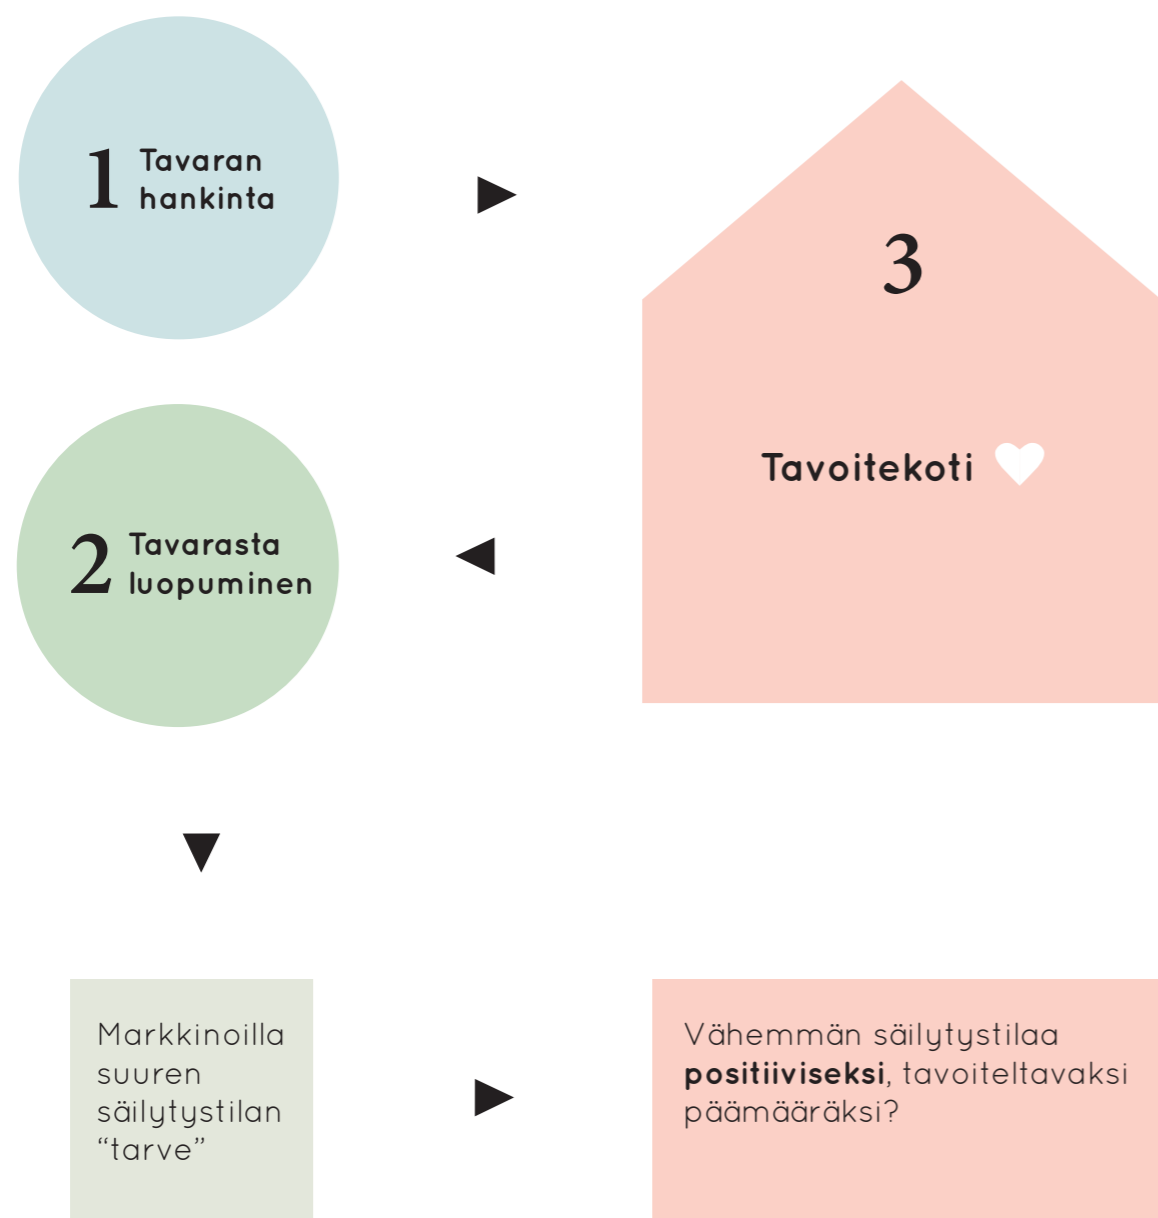 1
Tavaran
hankinta
3
Tavoitekoti
2
Tavarasta
luopuminen
Markkinoilla
suuren
säilytystilan
“tarve”
Vähemmän säilytystilaa
positiiviseksi, tavoiteltavaksi
päämääräksi?